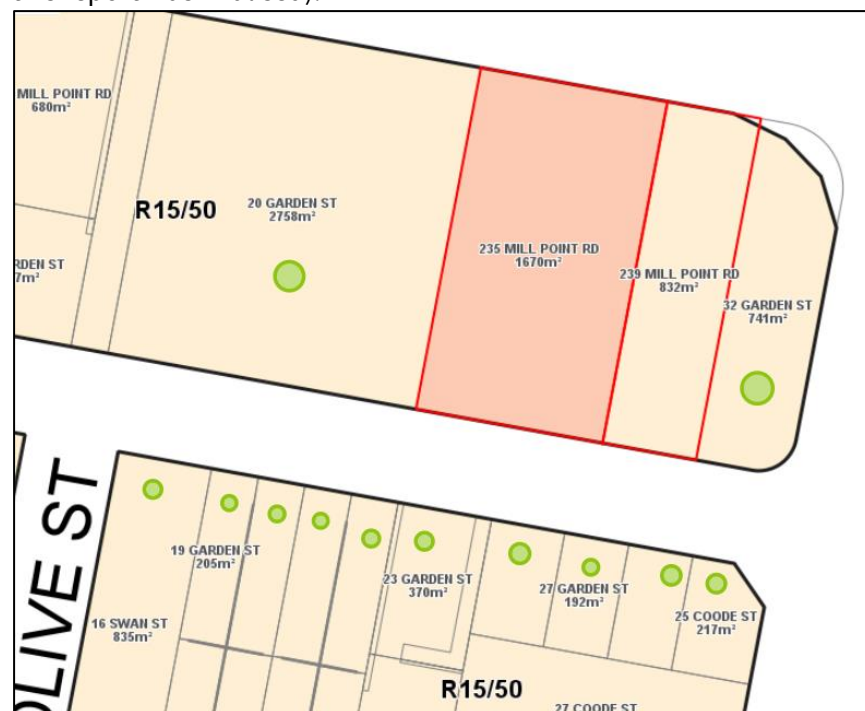 MILL POINT RD
680m²
R15/50
20 GARDEN ST
2758m²
235 MILL POINT RD
1670m²
239 MILL POINT RD
832m²
32 GARDEN ST
741m²
RDEN ST
7m²
OLIVE ST
19 GARDEN ST
205m²
23 GARDEN ST
370m²
27 GARDEN ST
192m²
25 COODE ST
217m²
16 SWAN ST
835m²
R15/50
27 COODE ST